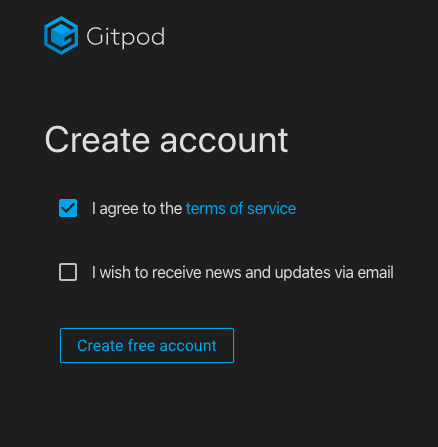 Gitpod
Create account
I agree to the terms of service
I wish to receive news and updates via email
Create free account